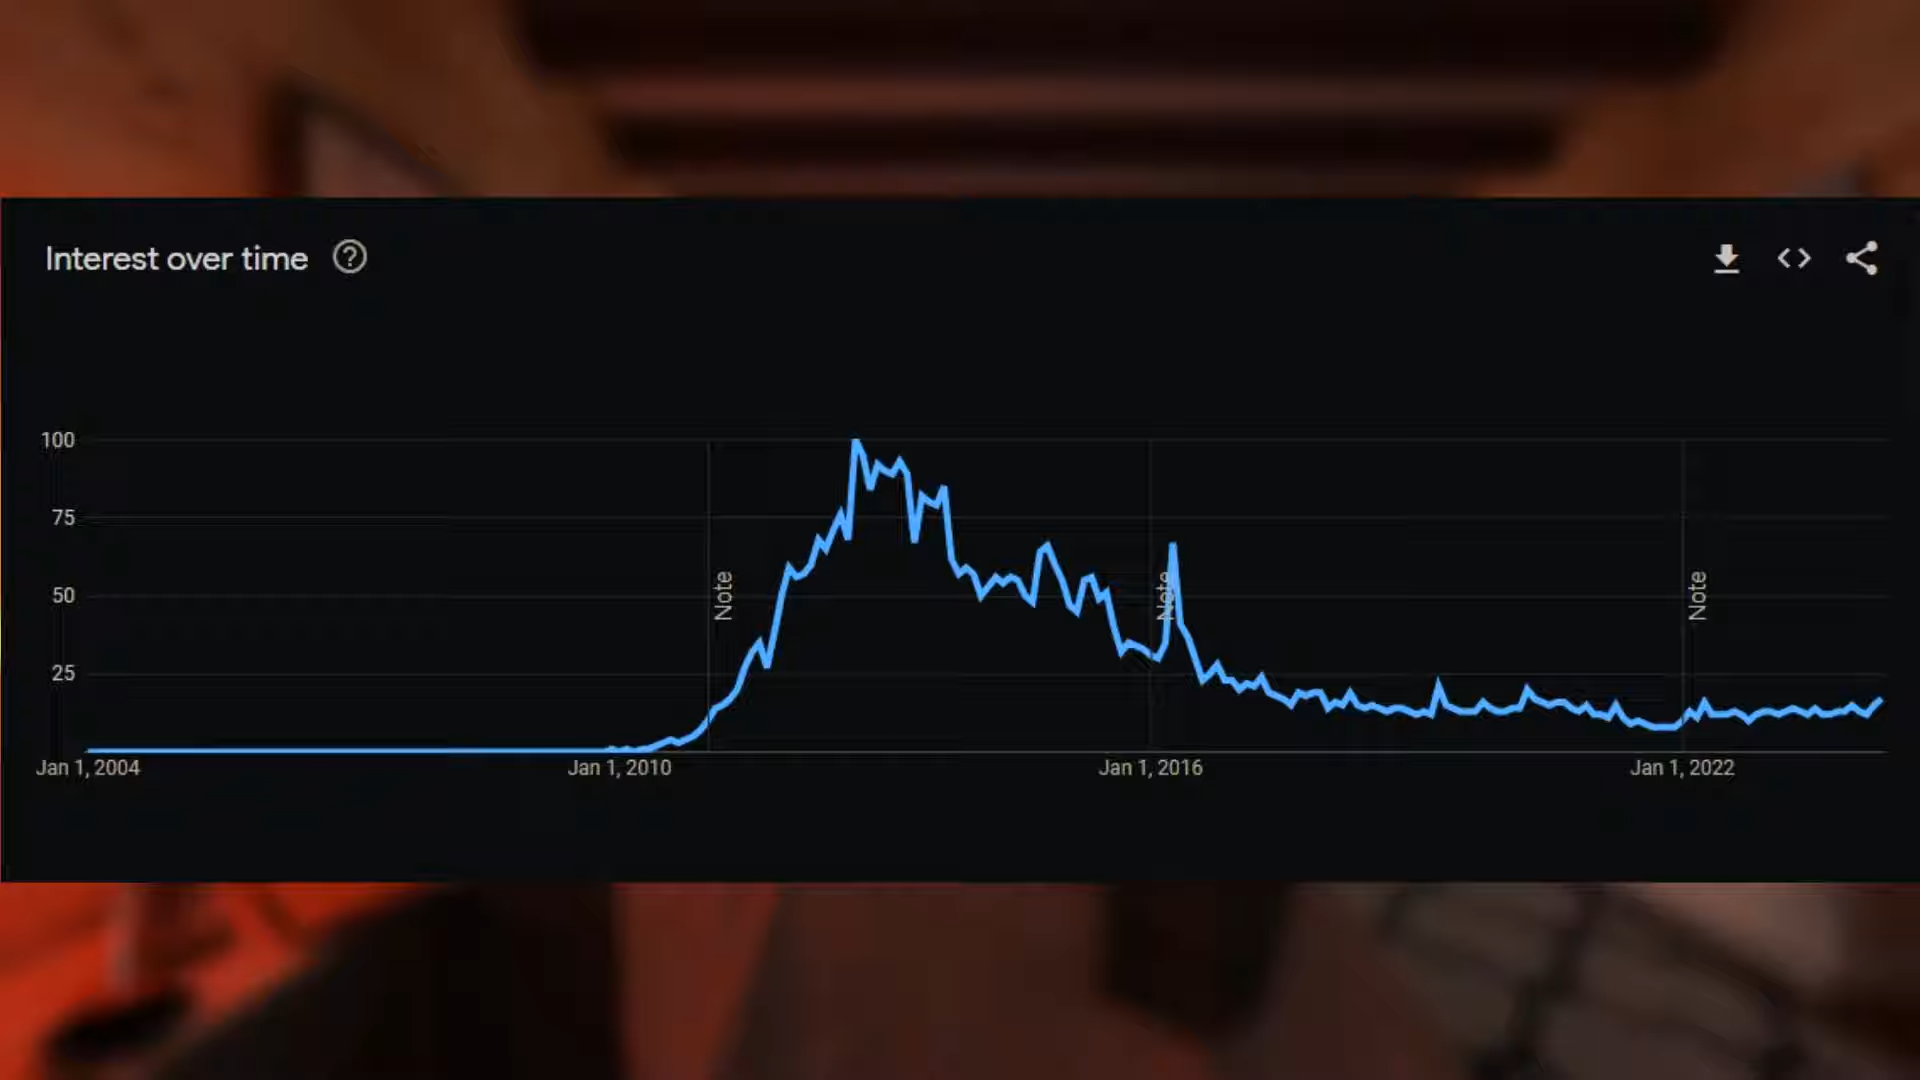 Interest over time ?
100
75
50
25
Note
Note
Note
Jan 1, 2004
Jan 1, 2010
Jan 1, 2016
Jan 1, 2022